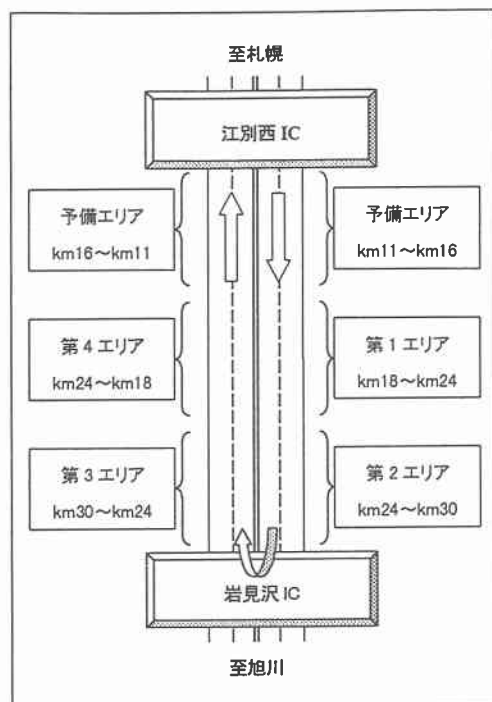 至札幌
江別西 IC
予備エリア
km16～km11
予備エリア
km11～km16
第 4 エリア
km24～km18
第 1 エリア
km18～km24
第 3 エリア
km30～km24
第 2 エリア
km24～km30
岩見沢 IC
至旭川